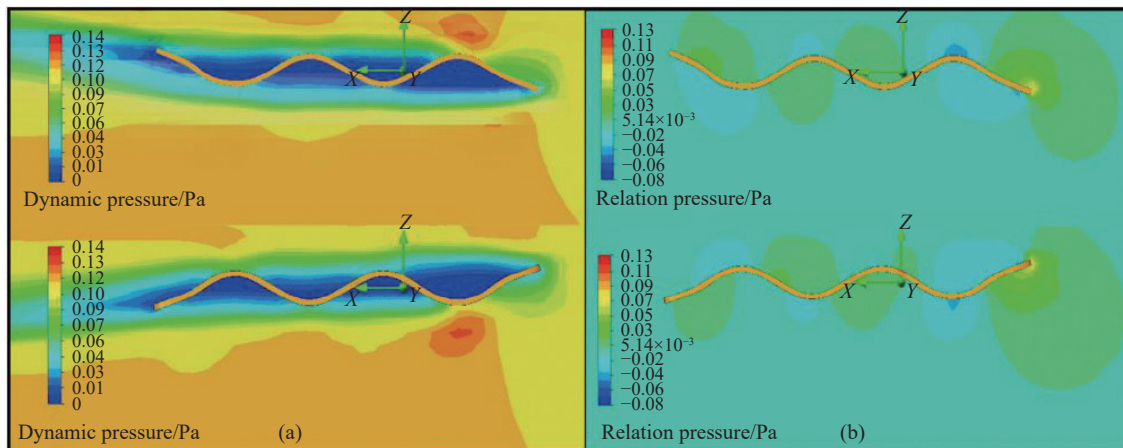 Z
0.14
0.13
0.12
0.10
0.09
0.07
0.06
0.04
0.03
0.01
0
X
Y
Dynamic pressure/Pa
Z
0.13
0.11
0.09
0.07
0.05
0.03
5.14×10⁻³
−0.02
−0.04
−0.06
−0.08
X
Y
Relation pressure/Pa
Z
0.14
0.13
0.12
0.10
0.09
0.07
0.06
0.04
0.03
0.01
0
X
Y
Dynamic pressure/Pa
(a)
Z
0.13
0.11
0.09
0.07
0.05
0.03
5.14×10⁻³
−0.02
−0.04
−0.06
−0.08
X
Y
Relation pressure/Pa
(b)